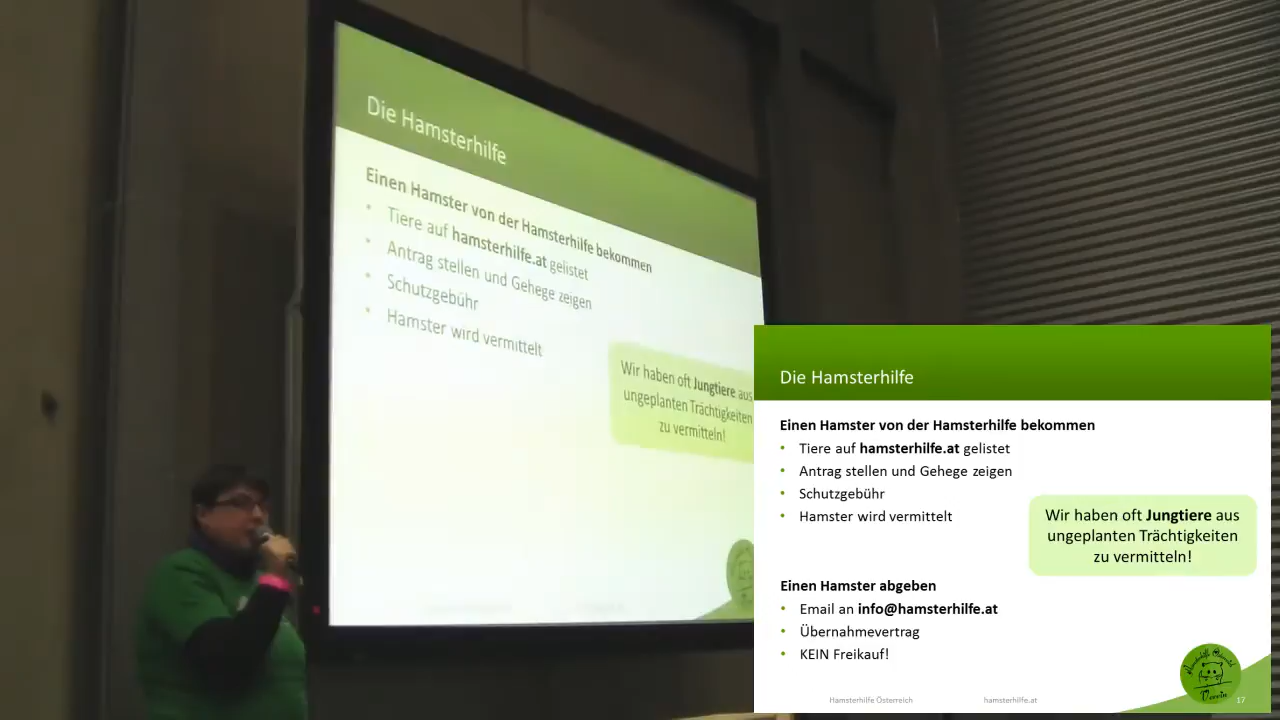 Die Hamsterhilfe
Einen Hamster von der Hamsterhilfe bekommen
• Tiere auf hamsterhilfe.at gelistet
• Antrag stellen und Gehege zeigen
• Schutzgebühr
• Hamster wird vermittelt
Wir haben oft Jungtiere aus
ungeplanten Trächtigkeiten
zu vermitteln!
Die Hamsterhilfe
Einen Hamster von der Hamsterhilfe bekommen
• Tiere auf hamsterhilfe.at gelistet
• Antrag stellen und Gehege zeigen
• Schutzgebühr
• Hamster wird vermittelt
Wir haben oft Jungtiere aus
ungeplanten Trächtigkeiten
zu vermitteln!
Einen Hamster abgeben
• Email an info@hamsterhilfe.at
• Übernahmevertrag
• KEIN Freikauf!
Hamsterhilfe Österreich
hamsterhilfe.at
Verein
17